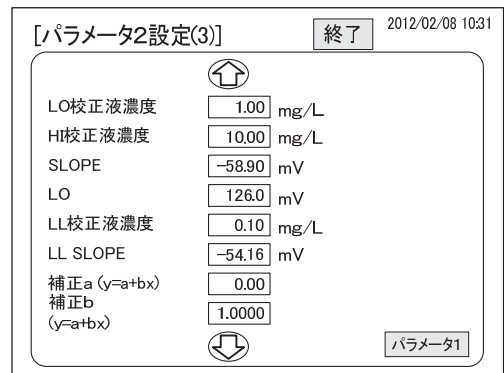 [パラメータ2設定(3)] 終了 2012/02/08 10:31
LO校正液濃度 1.00 mg/L
HI校正液濃度 10.00 mg/L
SLOPE -58.90 mV
LO 126.0 mV
LL校正液濃度 0.10 mg/L
LL SLOPE -54.16 mV
補正a (y=a+bx) 0.00
補正b 1.0000
(y=a+bx)
パラメータ1